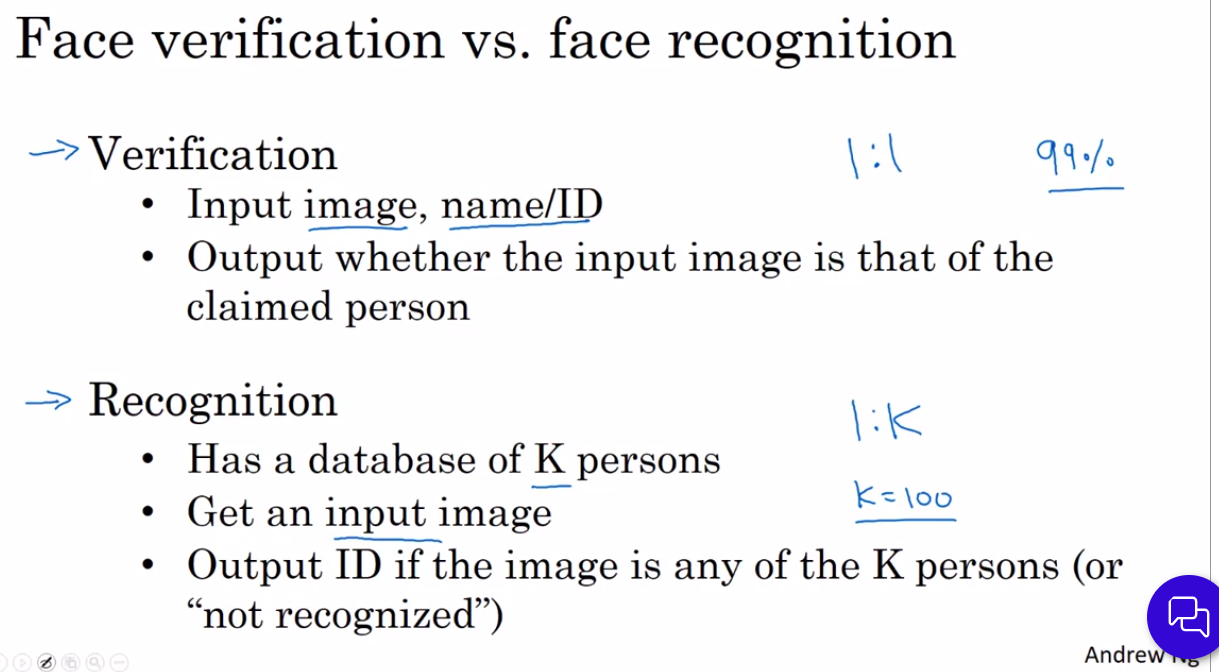 Face verification vs. face recognition
→ Verification 1:1 99%
• Input image, name/ID
• Output whether the input image is that of the
claimed person
→ Recognition 1:K
• Has a database of K persons
• Get an input image K=100
• Output ID if the image is any of the K persons (or
“not recognized”)
Andrew Ng